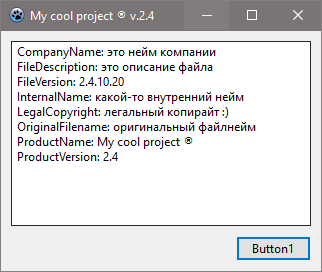 My cool project ® v.2.4
CompanyName: это нейм компании
FileDescription: это описание файла
FileVersion: 2.4.10.20
InternalName: какой-то внутренний нейм
LegalCopyright: легальный копирайт :)
OriginalFilename: оригинальный файлнейм
ProductName: My cool project ®
ProductVersion: 2.4
Button1